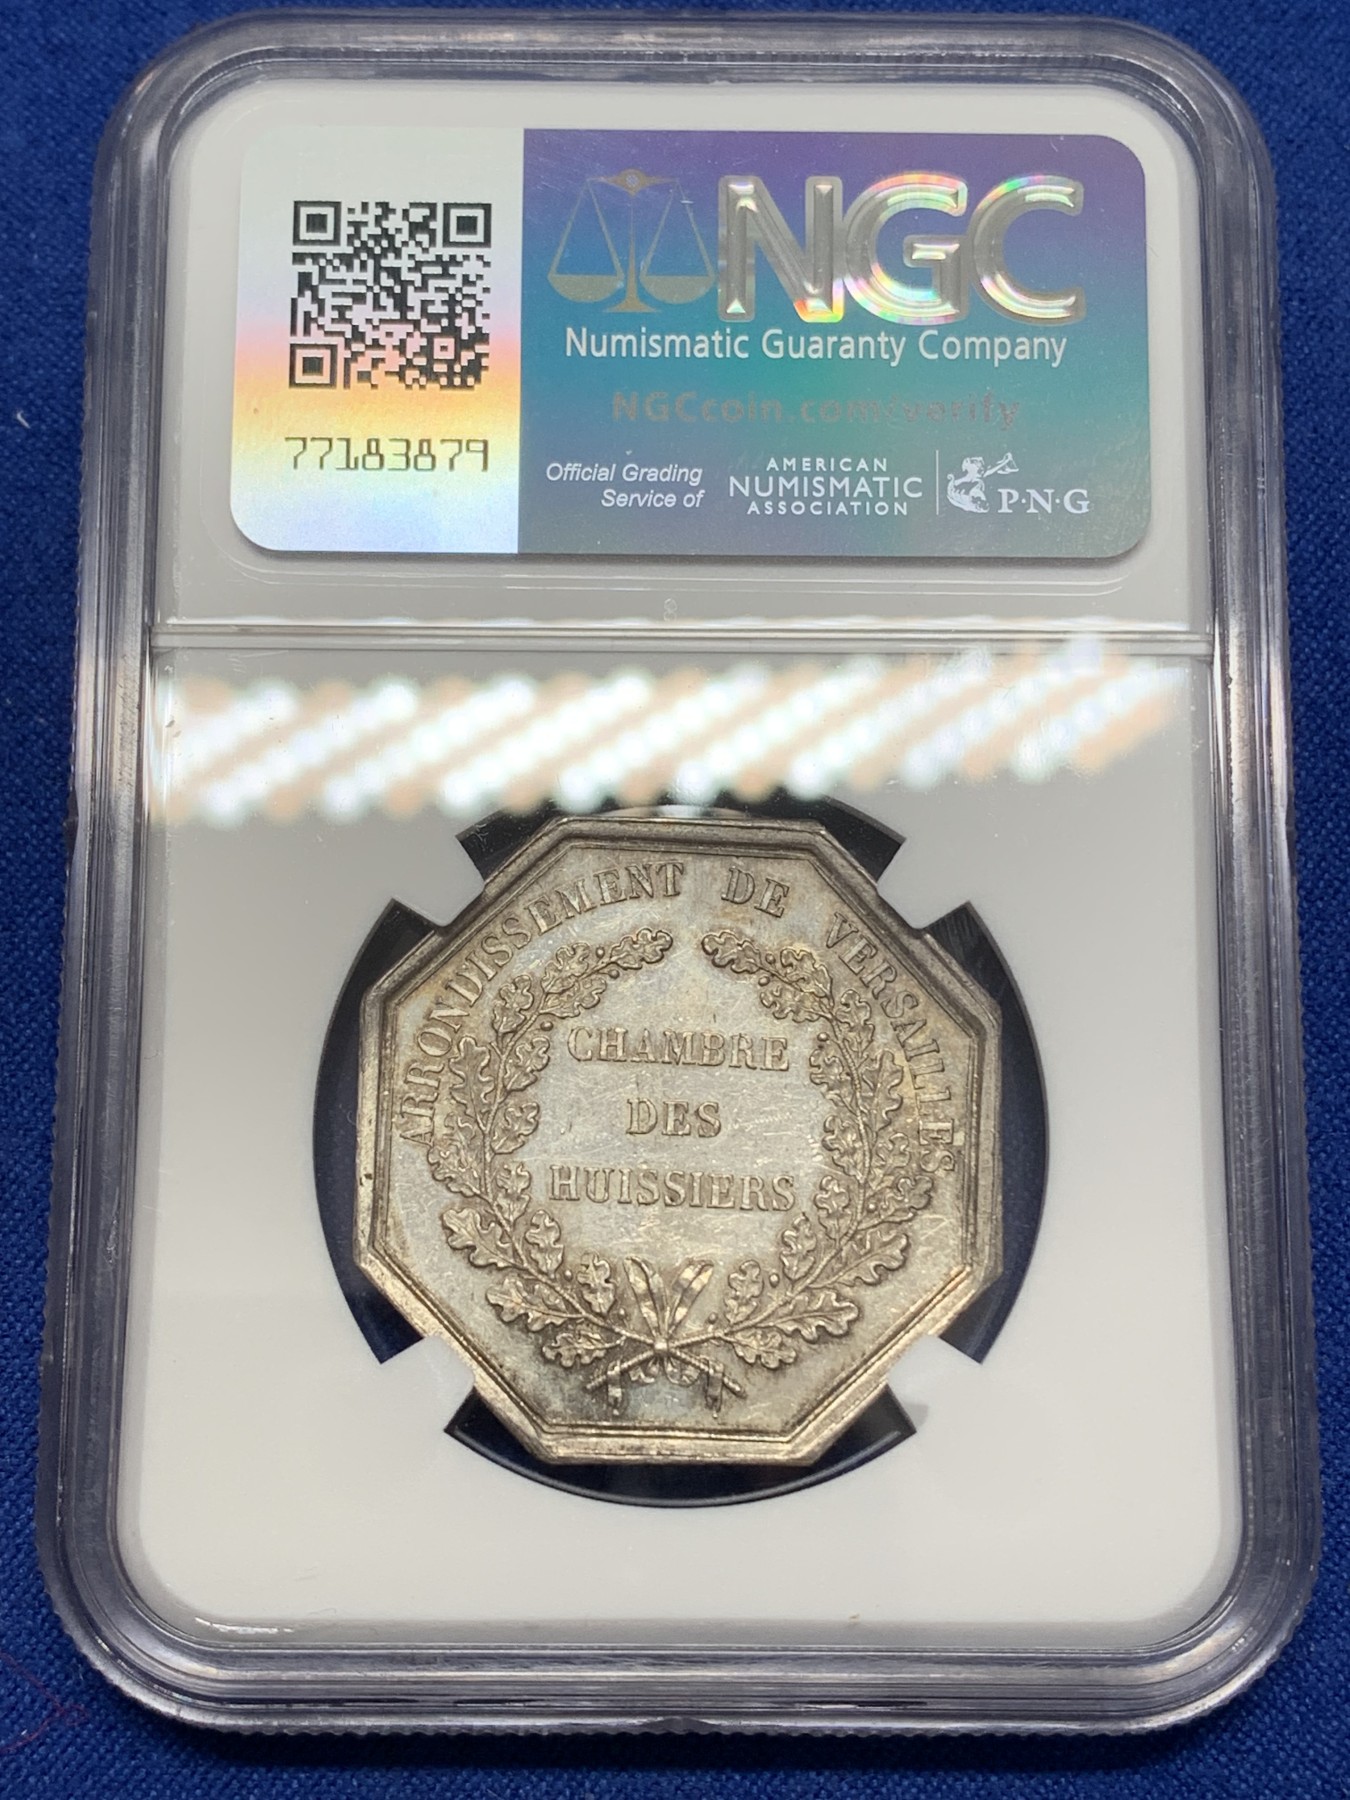 NGC
Numismatic Guaranty Company
NGCcoin.com/verify
77183879
Official Grading
Service of
AMERICAN
NUMISMATIC
ASSOCIATION
P·N·G
ARRONDISSEMENT DE VERSAILLES
CHAMBRE
DES
HUISSIERS